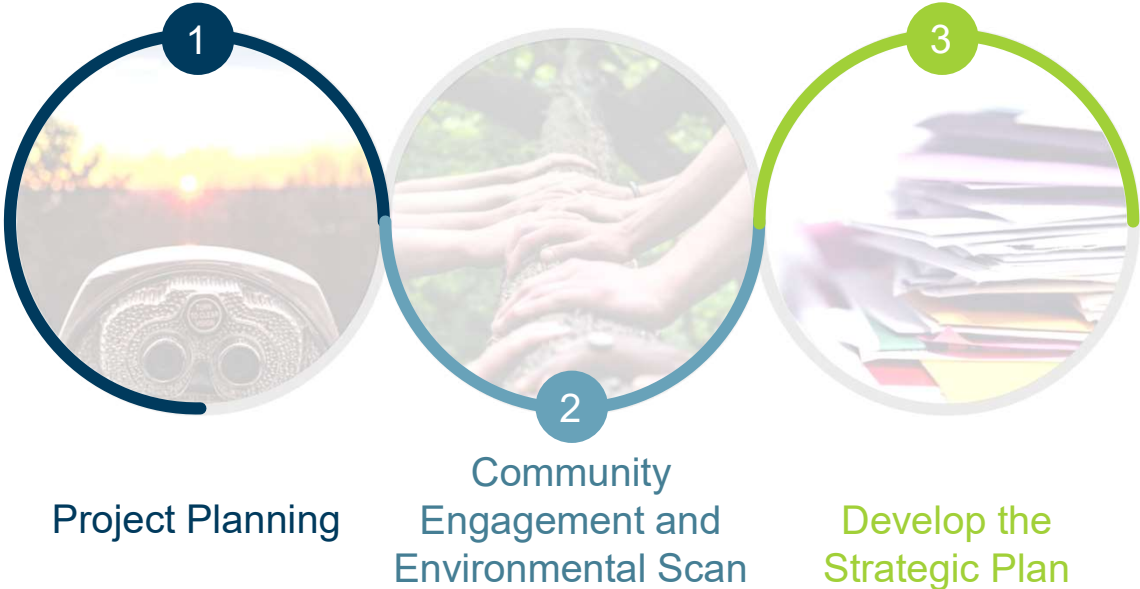 1
3
2
Project Planning
Community
Engagement and
Environmental Scan
Develop the
Strategic Plan